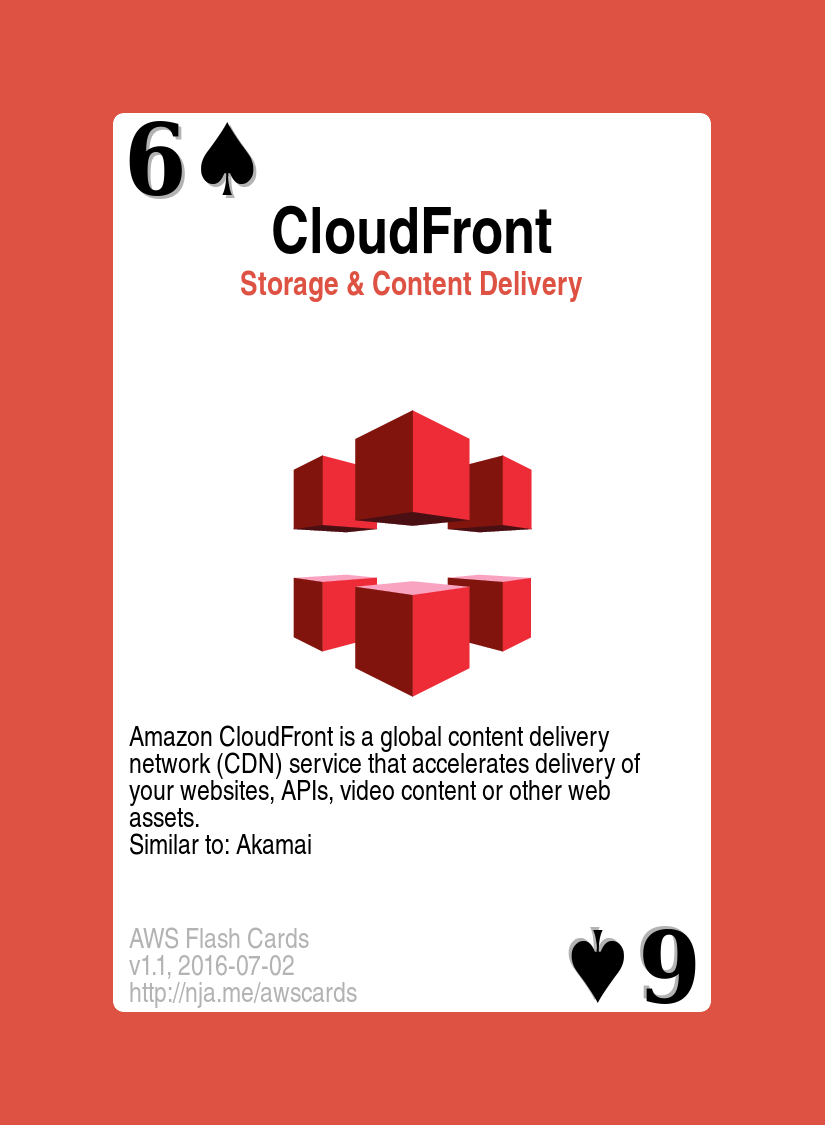 6♠
CloudFront
Storage & Content Delivery
Amazon CloudFront is a global content delivery
network (CDN) service that accelerates delivery of
your websites, APIs, video content or other web
assets.
Similar to: Akamai
AWS Flash Cards
v1.1, 2016-07-02
http://nja.me/awscards
6♠